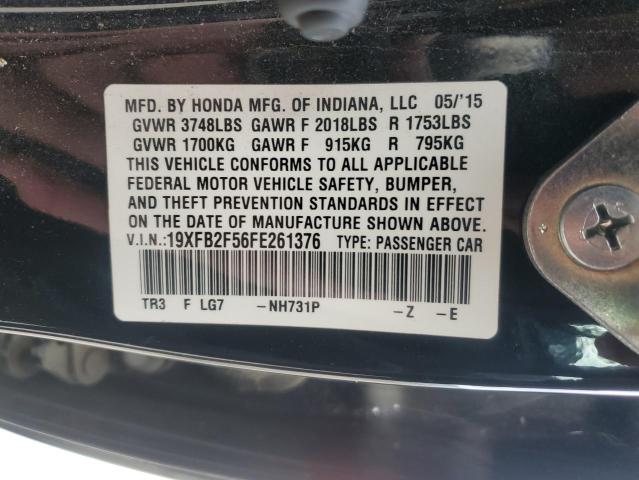 MFD. BY HONDA MFG. OF INDIANA, LLC 05/'15
GVWR 3748LBS GAWR F 2018LBS R 1753LBS
GVWR 1700KG GAWR F 915KG R 795KG
THIS VEHICLE CONFORMS TO ALL APPLICABLE
FEDERAL MOTOR VEHICLE SAFETY, BUMPER,
AND THEFT PREVENTION STANDARDS IN EFFECT
ON THE DATE OF MANUFACTURE SHOWN ABOVE.
V.I.N.:19XFB2F56FE261376 TYPE: PASSENGER CAR
TR3 F LG7 –NH731P –Z –E